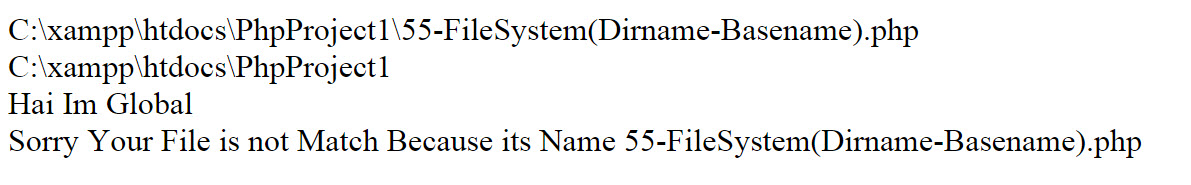 C:\xampp\htdocs\PhpProject1\55-FileSystem(Dirname-Basename).php
C:\xampp\htdocs\PhpProject1
Hai Im Global
Sorry Your File is not Match Because its Name 55-FileSystem(Dirname-Basename).php